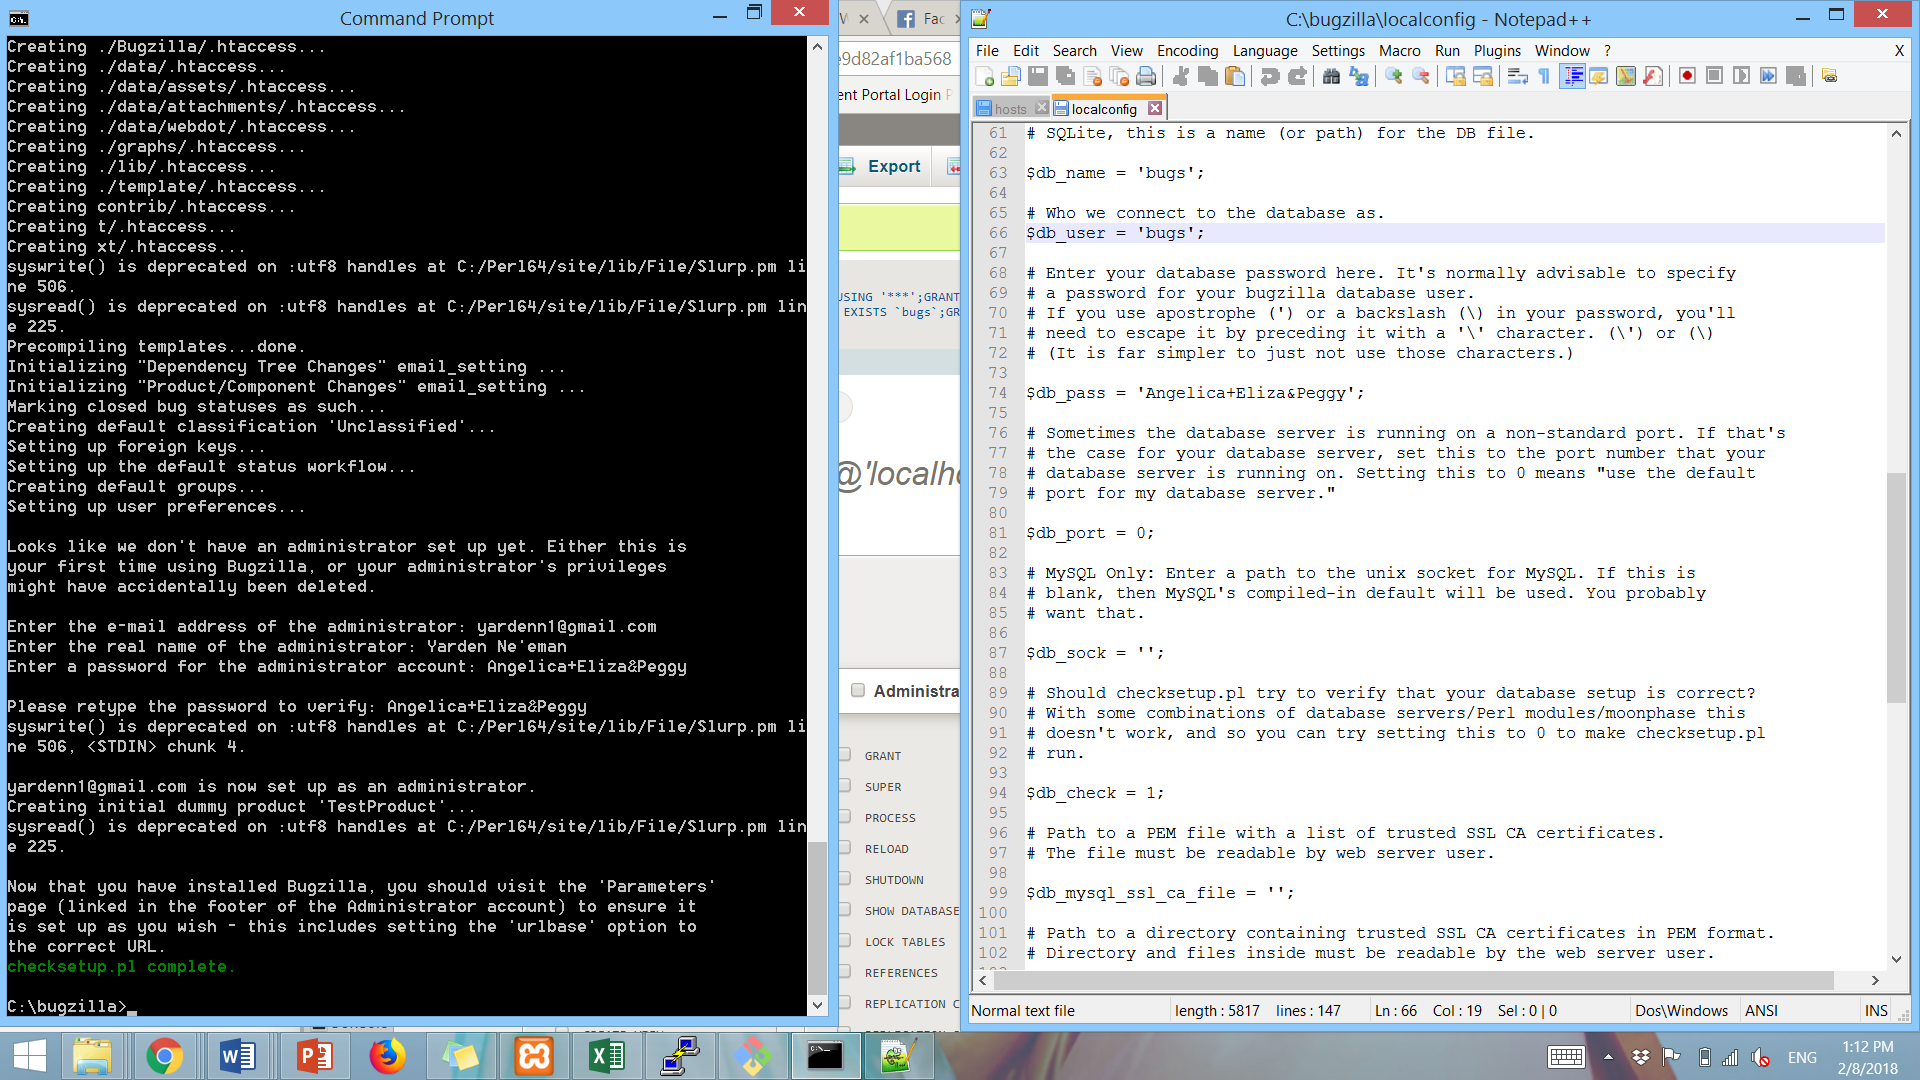 Command Prompt
Creating ./Bugzilla/.htaccess...
Creating ./data/.htaccess...
Creating ./data/assets/.htaccess...
Creating ./data/attachments/.htaccess...
Creating ./data/webdot/.htaccess...
Creating ./graphs/.htaccess...
Creating ./lib/.htaccess...
Creating ./template/.htaccess...
Creating contrib/.htaccess...
Creating t/.htaccess...
Creating xt/.htaccess...
syswrite() is deprecated on :utf8 handles at C:/Perl64/site/lib/File/Slurp.pm li
ne 506.
sysread() is deprecated on :utf8 handles at C:/Perl64/site/lib/File/Slurp.pm lin
e 225.
Precompiling templates...done.
Initializing "Dependency Tree Changes" email_setting ...
Initializing "Product/Component Changes" email_setting ...
Marking closed bug statuses as such...
Creating default classification 'Unclassified'...
Setting up foreign keys...
Setting up the default status workflow...
Creating default groups...
Setting up user preferences...
Looks like we don't have an administrator set up yet. Either this is
your first time using Bugzilla, or your administrator's privileges
might have accidentally been deleted.
Enter the e-mail address of the administrator: yardenn1@gmail.com
Enter the real name of the administrator: Yarden Ne'eman
Enter a password for the administrator account: Angelica+Eliza&Peggy
Please retype the password to verify: Angelica+Eliza&Peggy
syswrite() is deprecated on :utf8 handles at C:/Perl64/site/lib/File/Slurp.pm li
ne 506, <STDIN> chunk 4.
yardenn1@gmail.com is now set up as an administrator.
Creating initial dummy product 'TestProduct'...
sysread() is deprecated on :utf8 handles at C:/Perl64/site/lib/File/Slurp.pm lin
e 225.
Now that you have installed Bugzilla, you should visit the 'Parameters'
page (linked in the footer of the Administrator account) to ensure it
is set up as you wish - this includes setting the 'urlbase' option to
the correct URL.
checksetup.pl complete.
C:\bugzilla>
Fac
e9d82af1ba568
ent Portal Login P
Export
USING '***';GRANT
EXISTS `bugs`;GR
@'localho
Administra
GRANT
SUPER
PROCESS
RELOAD
SHUTDOWN
SHOW DATABASE
LOCK TABLES
REFERENCES
REPLICATION C
C:\bugzilla\localconfig - Notepad++
File Edit Search View Encoding Language Settings Macro Run Plugins Window ? X
hosts localconfig
61 # SQLite, this is a name (or path) for the DB file.
62
63 $db_name = 'bugs';
64
65 # Who we connect to the database as.
66 $db_user = 'bugs';
67
68 # Enter your database password here. It's normally advisable to specify
69 # a password for your bugzilla database user.
70 # If you use apostrophe (') or a backslash (\) in your password, you'll
71 # need to escape it by preceding it with a '\' character. (\') or (\)
72 # (It is far simpler to just not use those characters.)
73
74 $db_pass = 'Angelica+Eliza&Peggy';
75
76 # Sometimes the database server is running on a non-standard port. If that's
77 # the case for your database server, set this to the port number that your
78 # database server is running on. Setting this to 0 means "use the default
79 # port for my database server."
80
81 $db_port = 0;
82
83 # MySQL Only: Enter a path to the unix socket for MySQL. If this is
84 # blank, then MySQL's compiled-in default will be used. You probably
85 # want that.
86
87 $db_sock = '';
88
89 # Should checksetup.pl try to verify that your database setup is correct?
90 # With some combinations of database servers/Perl modules/moonphase this
91 # doesn't work, and so you can try setting this to 0 to make checksetup.pl
92 # run.
93
94 $db_check = 1;
95
96 # Path to a PEM file with a list of trusted SSL CA certificates.
97 # The file must be readable by web server user.
98
99 $db_mysql_ssl_ca_file = '';
100
101 # Path to a directory containing trusted SSL CA certificates in PEM format.
102 # Directory and files inside must be readable by the web server user.
Normal text file length : 5817 lines : 147 Ln : 66 Col : 19 Sel : 0 | 0 Dos\Windows ANSI INS
ENG
1:12 PM
2/8/2018